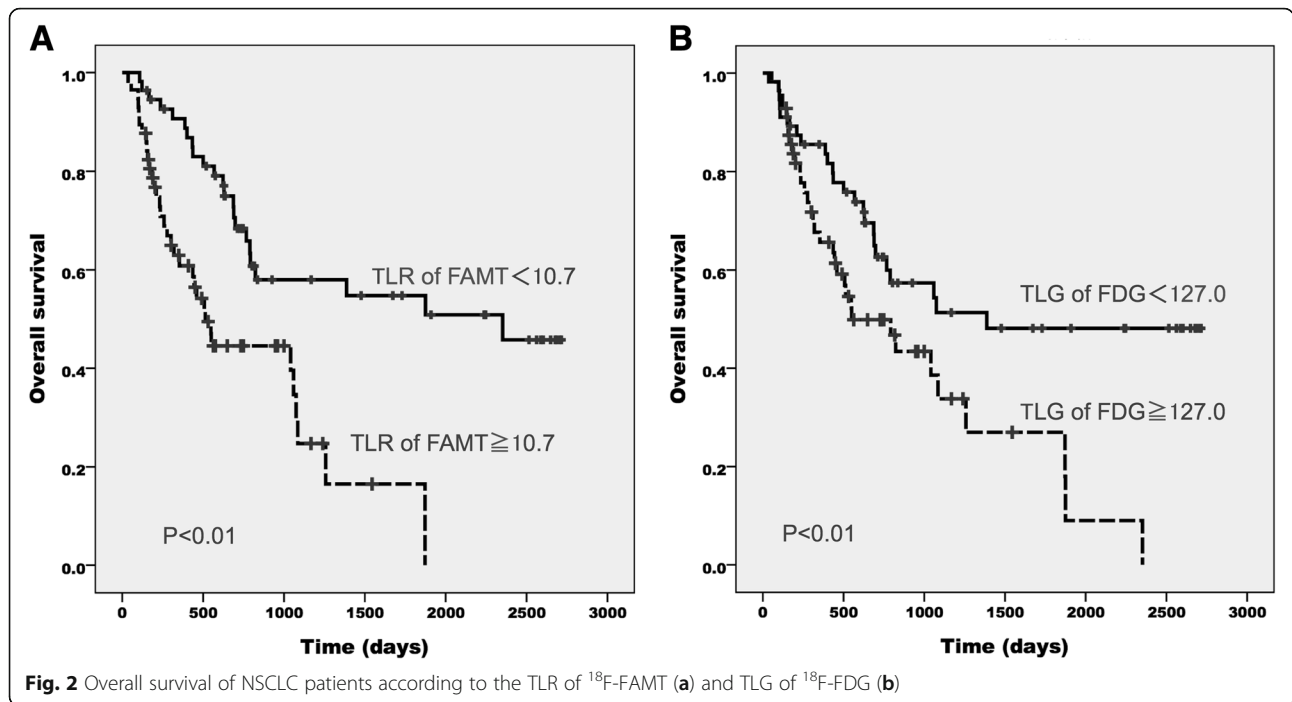 A
B
1.0
0.8
0.6
0.4
0.2
0.0
Overall survival
TLR of FAMT<10.7
TLR of FAMT≧10.7
P<0.01
0 500 1000 1500 2000 2500 3000
Time (days)
1.0
0.8
0.6
0.4
0.2
0.0
Overall survival
TLG of FDG<127.0
TLG of FDG≧127.0
P<0.01
0 500 1000 1500 2000 2500 3000
Time (days)
Fig. 2 Overall survival of NSCLC patients according to the TLR of ¹⁸F-FAMT (a) and TLG of ¹⁸F-FDG (b)